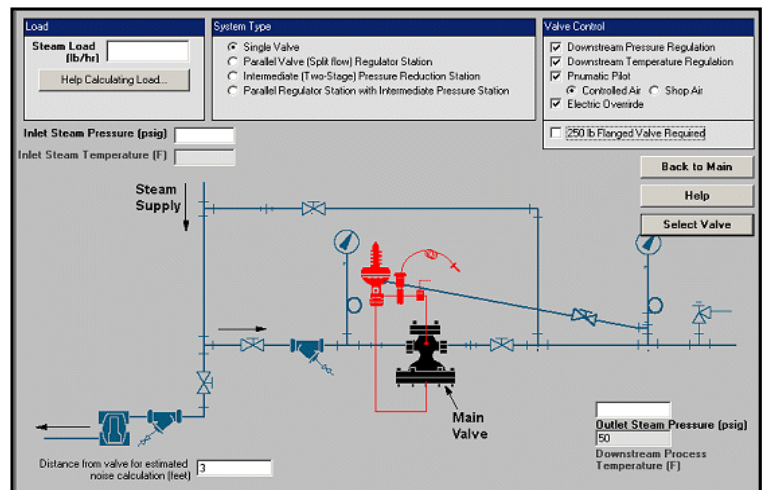 Load
Steam Load
(lb/hr)
Help Calculating Load...
System Type
Single Valve
Parallel Valve (Split flow) Regulator Station
Intermediate (Two-Stage) Pressure Reduction Station
Parallel Regulator Station with Intermediate Pressure Station
Valve Control
Downstream Pressure Regulation
Downstream Temperature Regulation
Pnumatic Pilot
Controlled Air Shop Air
Electric Overrirde
250 lb Flanged Valve Required
Inlet Steam Pressure (psig)
Inlet Steam Temperature (F)
Back to Main
Help
Select Valve
Steam
Supply
Main
Valve
Outlet Steam Pressure (psig)
50
Downstream Process
Temperature (F)
Distance from valve for estimated
noise calculation (feet)
3